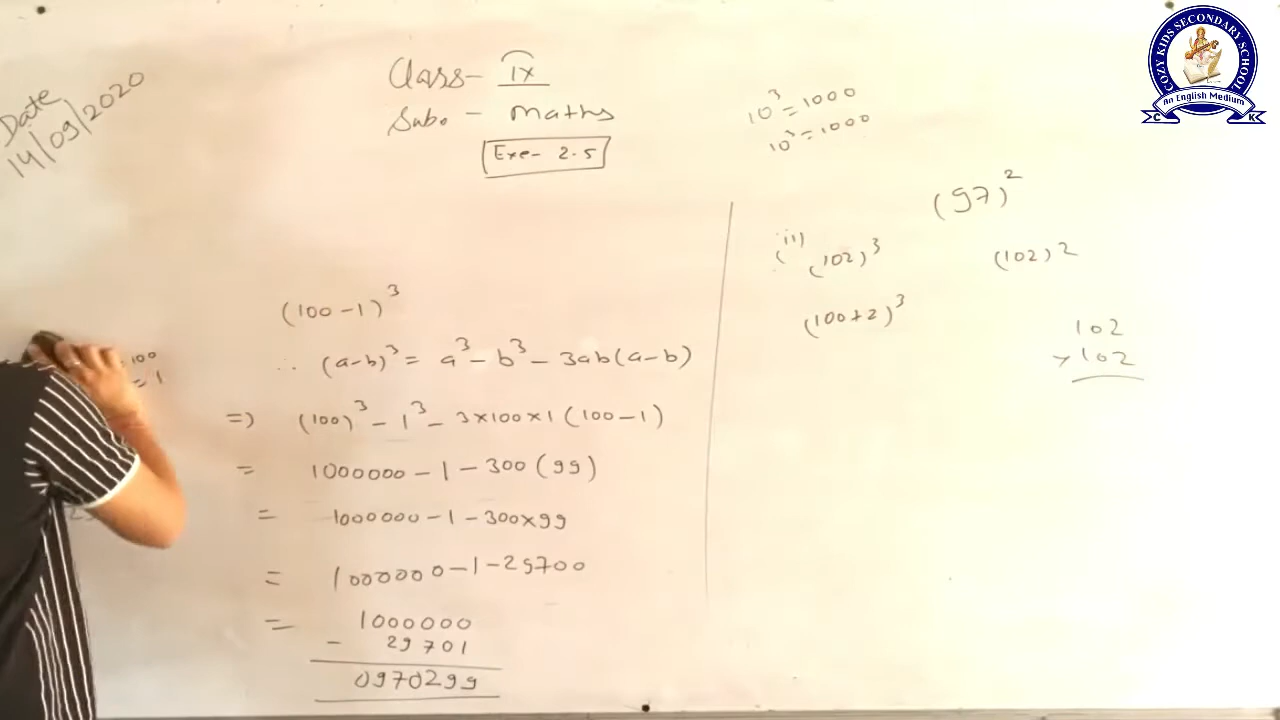 Date
14/09/2020
Class- IX
Sub. - Maths
Exe- 2.5
10³ = 1000
10³ = 1000
COZY KIDS SECONDARY SCHOOL
An English Medium
C K
100
= 1
(100 - 1)³
∴ (a-b)³ = a³ - b³ - 3ab(a-b)
=> (100)³ - 1³ - 3×100×1 (100-1)
= 1000000 - 1 - 300 (99)
= 1000000 - 1 - 300×99
= 1000000 - 1 - 29700
= 1000000
- 29701
0970299
(97)²
(ii) (102)³
(102)²
(100+2)³
102
× 102